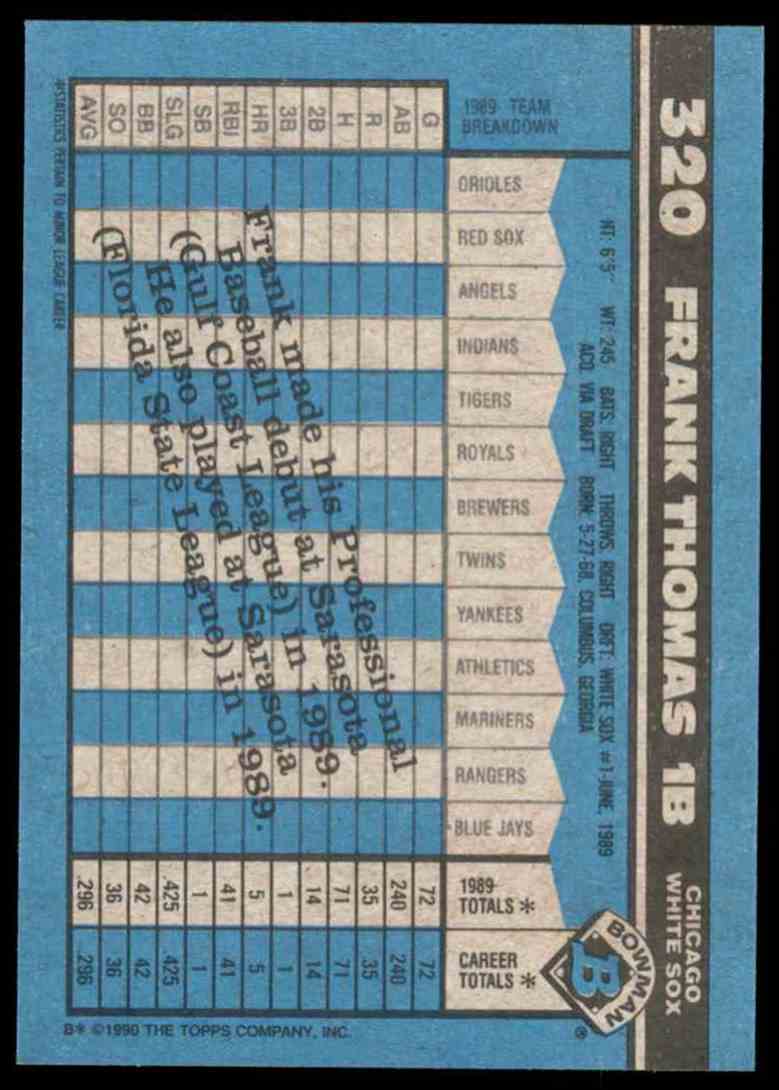 320 FRANK THOMAS 1B
CHICAGO
WHITE SOX
HT: 6'5" WT: 245 BATS: RIGHT THROWS: RIGHT DRFT: WHITE SOX #1-JUNE, 1989
ACQ. VIA DRAFT BORN: 5-27-68, COLUMBUS, GEORGIA
BOWMAN
B
1989 TEAM
BREAKDOWN
G AB R H 2B 3B HR RBI SB SLG BB SO AVG
ORIOLES
RED SOX
ANGELS
INDIANS
TIGERS
ROYALS
BREWERS
TWINS
YANKEES
ATHLETICS
MARINERS
RANGERS
BLUE JAYS
1989
TOTALS * 72 240 35 71 14 1 5 41 1 .425 42 36 .296
CAREER
TOTALS * 72 240 35 71 14 1 5 41 1 .425 42 36 .296
Frank made his Professional
Baseball debut at Sarasota
(Gulf Coast League) in 1989.
He also played at Sarasota
(Florida State League) in 1989.
*STATISTICS PERTAIN TO MINOR LEAGUE CAREER
B* ©1990 THE TOPPS COMPANY, INC.
®